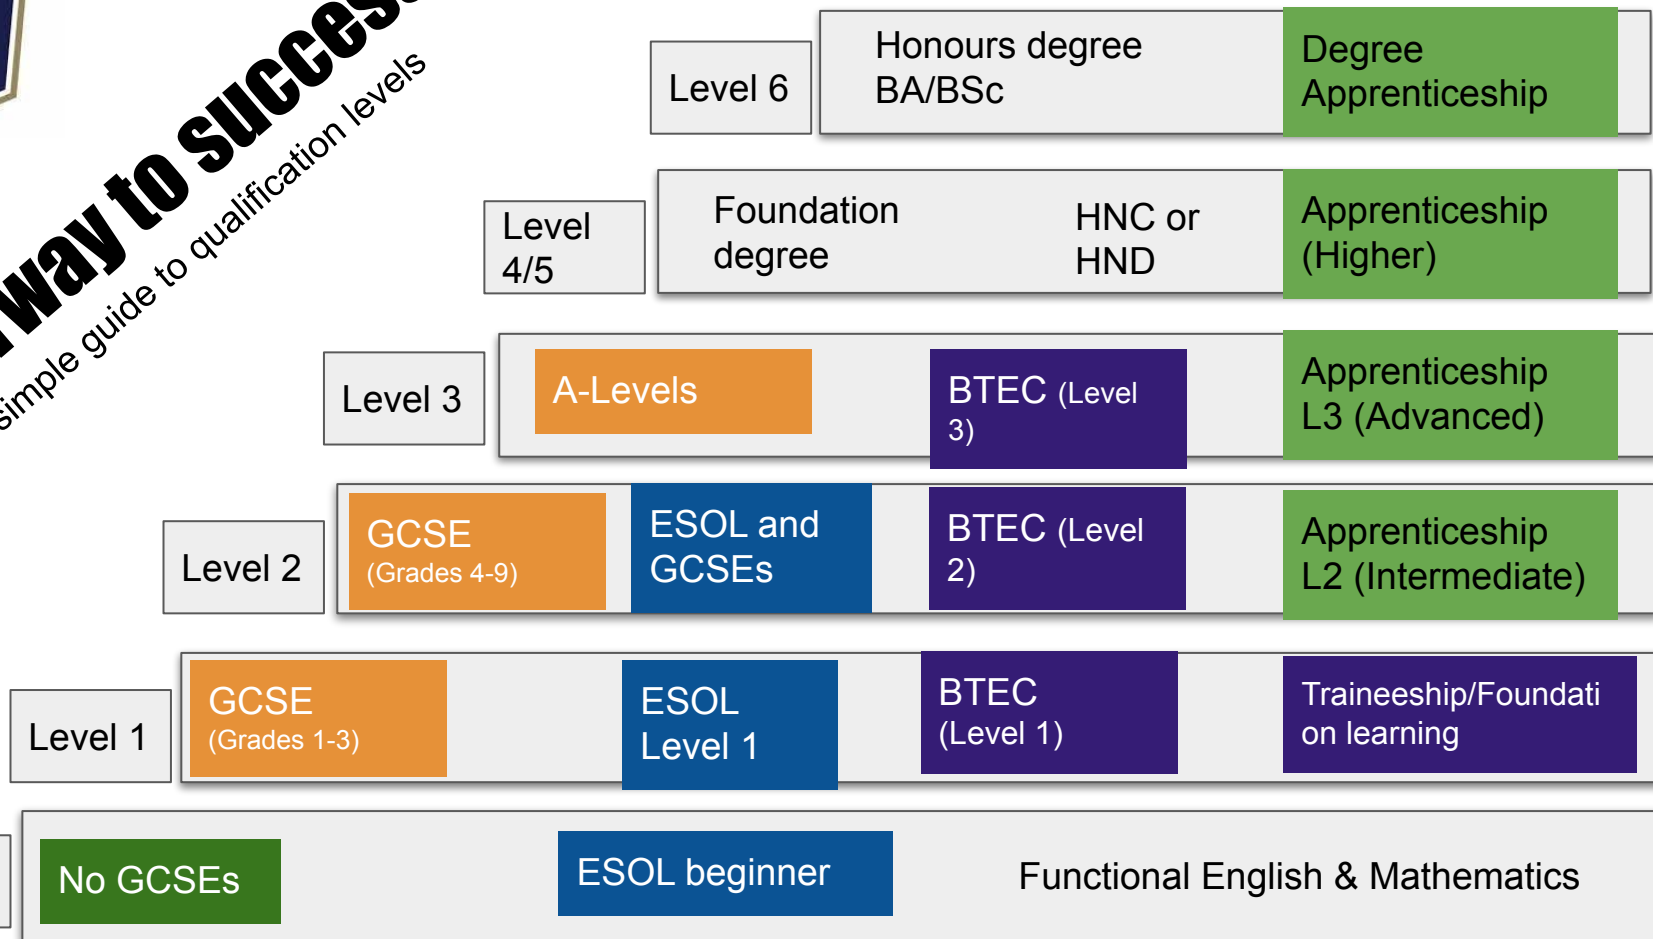 way to success
simple guide to qualification levels
Level 6
Honours degree
BA/BSc
Degree
Apprenticeship
Level
4/5
Foundation
degree
HNC or
HND
Apprenticeship
(Higher)
Level 3
A-Levels
BTEC (Level
3)
Apprenticeship
L3 (Advanced)
Level 2
GCSE
(Grades 4-9)
ESOL and
GCSEs
BTEC (Level
2)
Apprenticeship
L2 (Intermediate)
Level 1
GCSE
(Grades 1-3)
ESOL
Level 1
BTEC
(Level 1)
Traineeship/Foundati
on learning
No GCSEs
ESOL beginner
Functional English & Mathematics